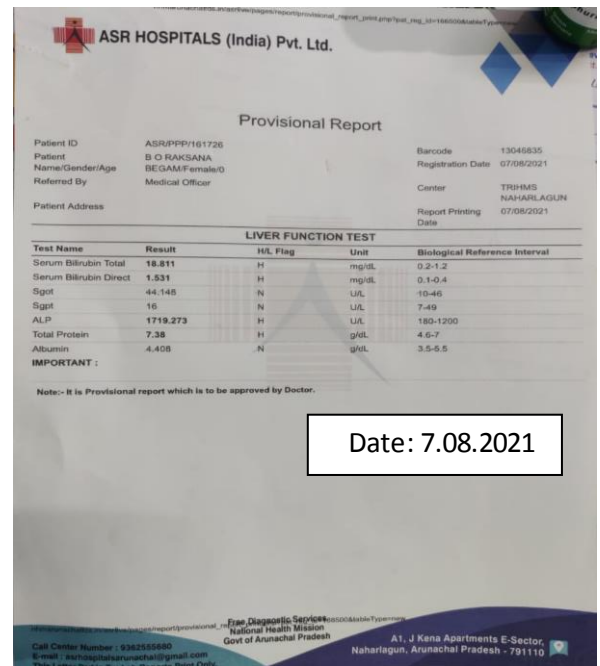 ASR HOSPITALS (India) Pvt. Ltd.
Provisional Report
Patient ID ASR/PPP/161726
Patient Name/Gender/Age B O RAKSANA BEGAM/Female/0
Referred By Medical Officer
Patient Address
Barcode 13046835
Registration Date 07/08/2021
Center TRIHMS NAHARLAGUN
Report Printing Date 07/08/2021
LIVER FUNCTION TEST
Test Name Result H/L Flag Unit Biological Reference Interval
Serum Bilirubin Total 18.811 H mg/dL 0.2-1.2
Serum Bilirubin Direct 1.531 H mg/dL 0.1-0.4
Sgot 44.148 N U/L 10-46
Sgpt 16 N U/L 7-49
ALP 1719.273 H U/L 180-1200
Total Protein 7.38 H g/dL 4.6-7
Albumin 4.408 N g/dL 3.5-5.5
IMPORTANT :
Note:- It is Provisional report which is to be approved by Doctor.
Date: 7.08.2021
Free Diagnostic Services
National Health Mission
Govt of Arunachal Pradesh
Call Center Number : 9362555600
E-mail : asrhospitalsarunachal@gmail.com
A1, J Kena Apartments E-Sector,
Naharlagun, Arunachal Pradesh - 791110